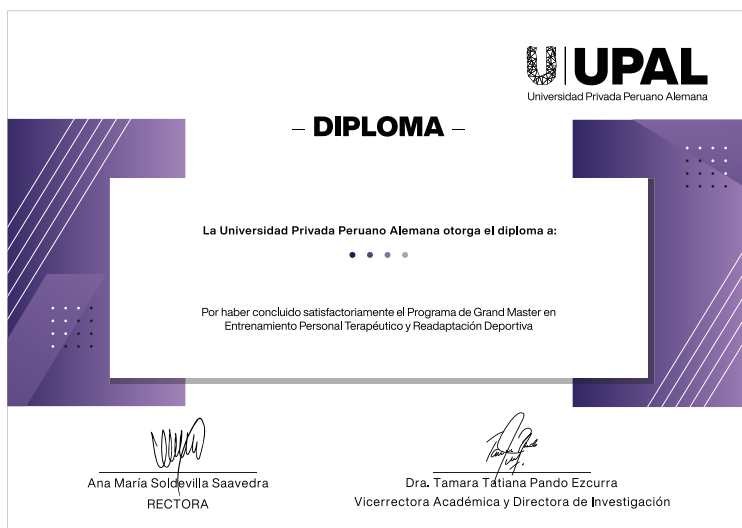 UPAL
Universidad Privada Peruano Alemana
– DIPLOMA –
La Universidad Privada Peruano Alemana otorga el diploma a:
Por haber concluido satisfactoriamente el Programa de Grand Master en
Entrenamiento Personal Terapéutico y Readaptación Deportiva
Ana María Soldevilla Saavedra
RECTORA
Dra. Tamara Tatiana Pando Ezcurra
Vicerrectora Académica y Directora de Investigación